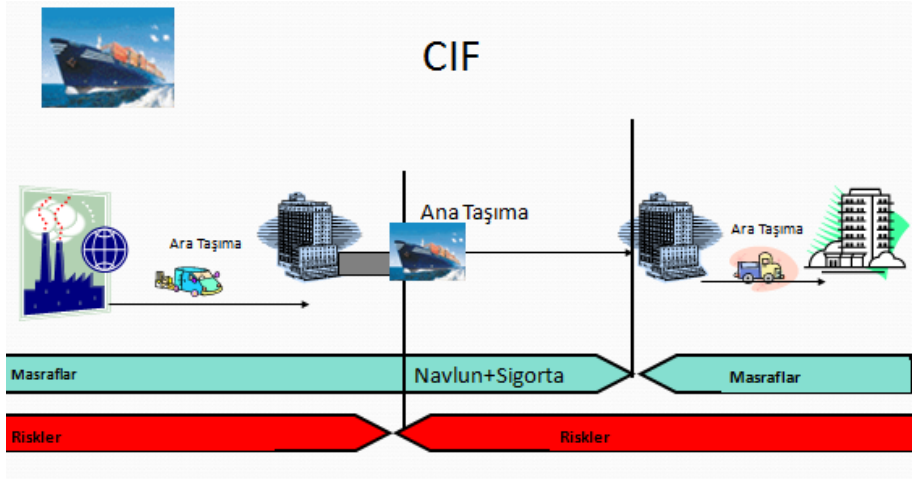 CIF
Ana Taşıma
Ara Taşıma
Ara Taşıma
Masraflar
Navlun+Sigorta
Masraflar
Riskler
Riskler